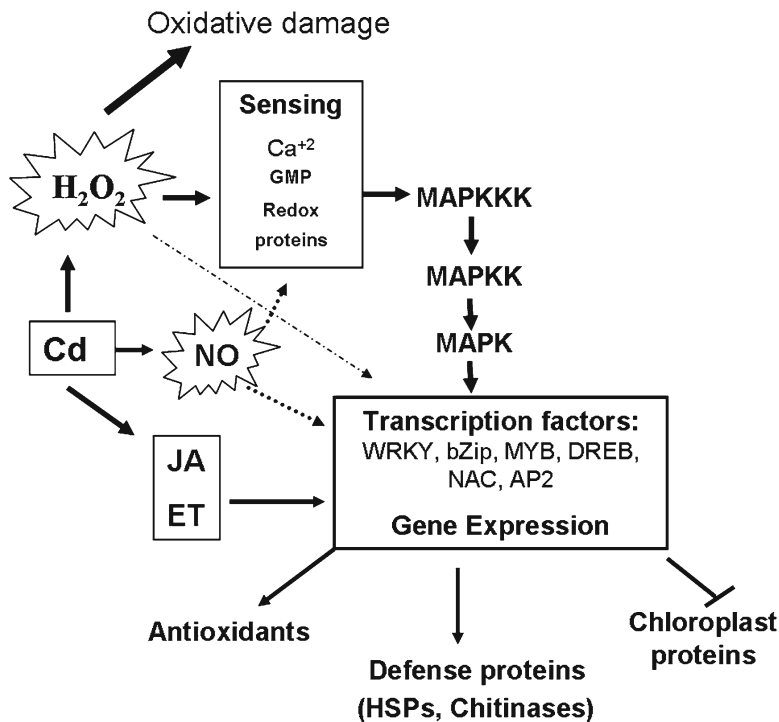 Oxidative damage
Sensing
Ca+2
GMP
Redox
proteins
H2O2
MAPKKK
MAPKK
MAPK
Cd
NO
JA
ET
Transcription factors:
WRKY, bZip, MYB, DREB,
NAC, AP2
Gene Expression
Antioxidants
Defense proteins
(HSPs, Chitinases)
Chloroplast
proteins